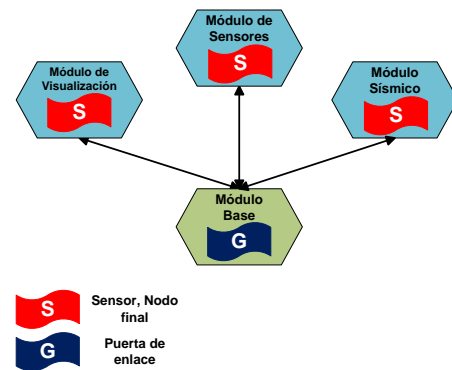 Módulo de
Sensores
S
Módulo de
Visualización
S
Módulo
Sísmico
S
Módulo
Base
G
S
Sensor, Nodo
final
G
Puerta de
enlace